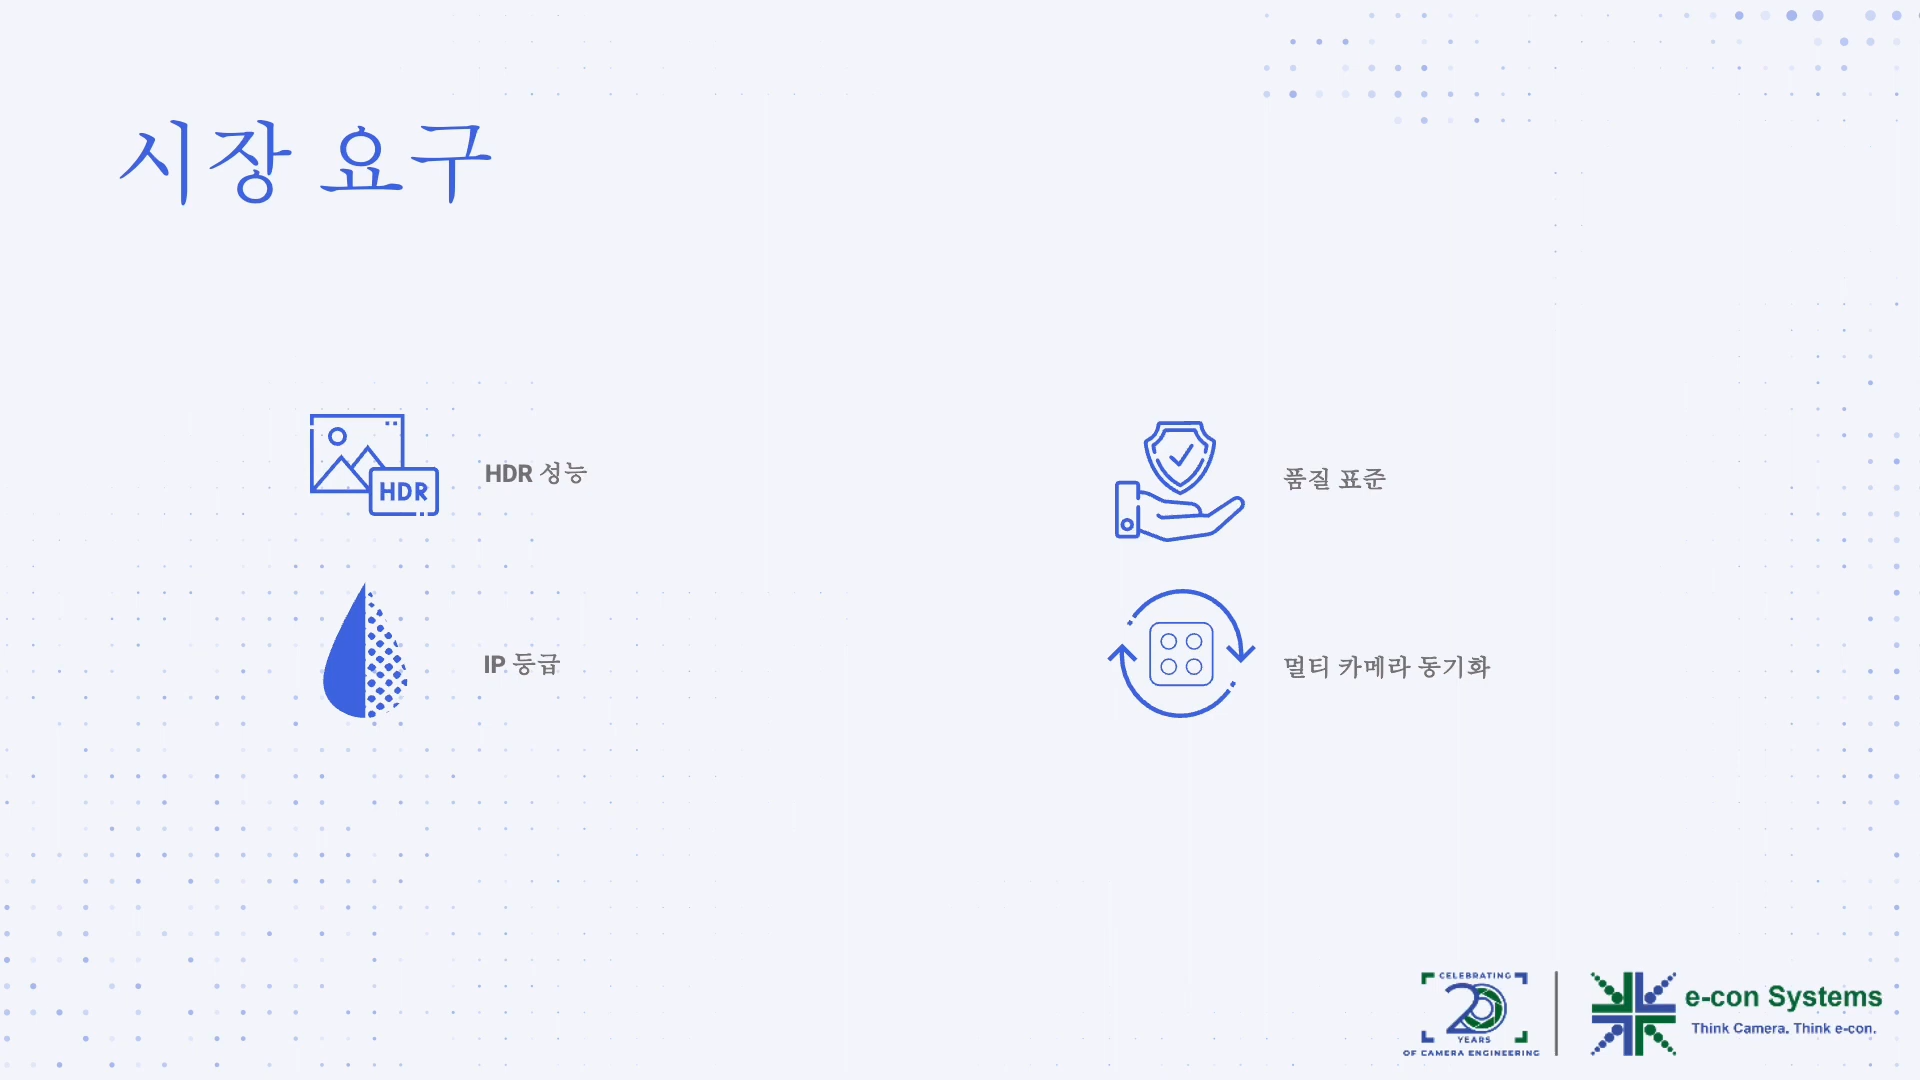 시장 요구
HDR
HDR 성능
품질 표준
IP 등급
멀티 카메라 동기화
CELEBRATING
20
YEARS
OF CAMERA ENGINEERING
e-con Systems
Think Camera. Think e-con.